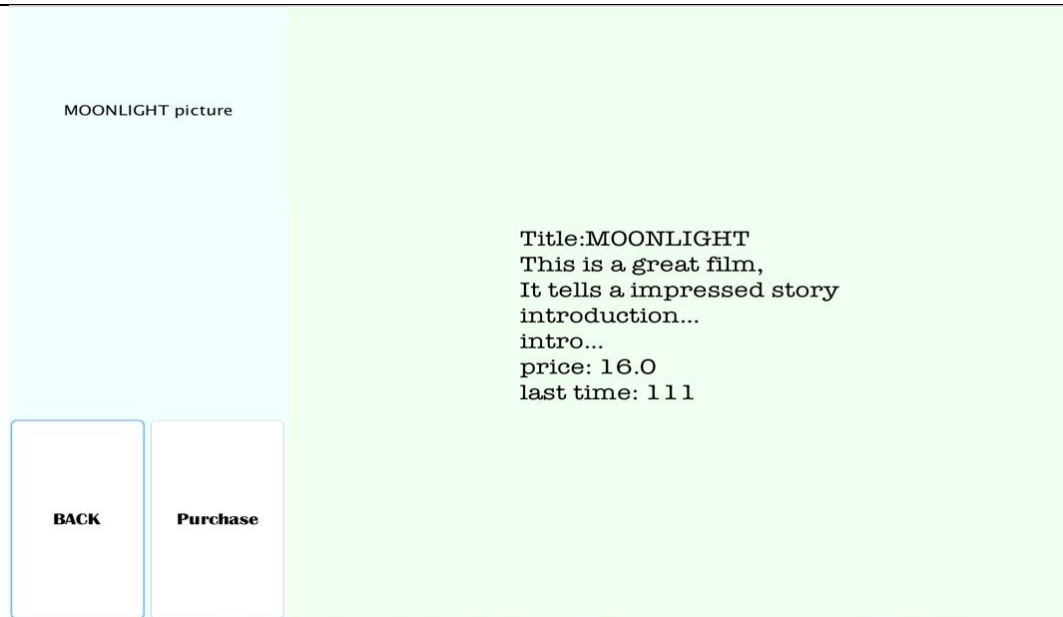 MOONLIGHT picture
Title:MOONLIGHT
This is a great film,
It tells a impressed story
introduction...
intro...
price: 16.0
last time: 111
BACK
Purchase